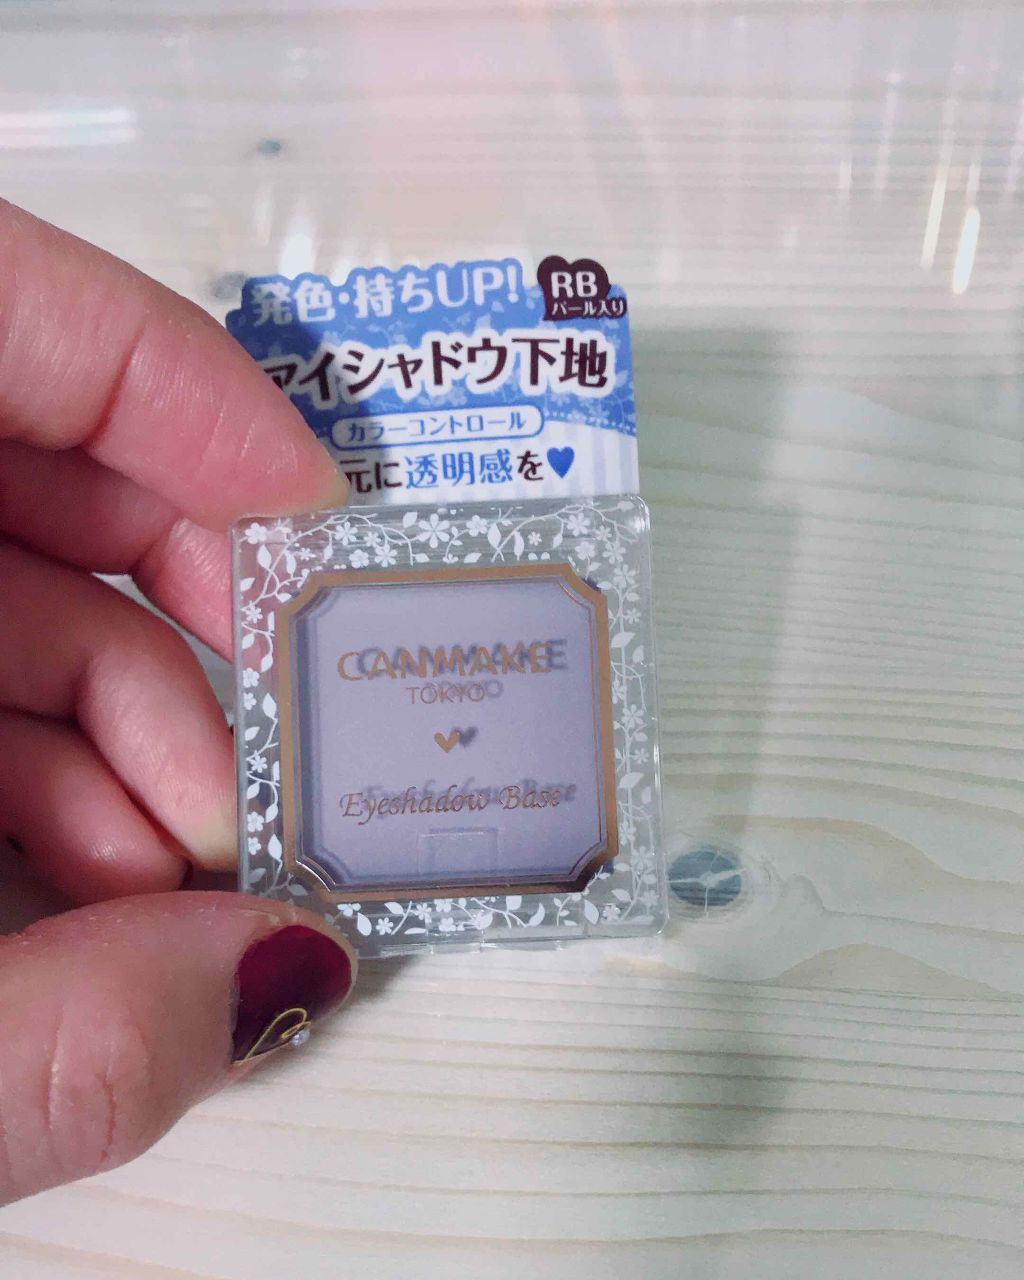 発色・持ちUP!
RB
パール入り
アイシャドウ下地
カラーコントロール
元に透明感を♥
CANMAKE
TOKYO
Eyeshadow Base